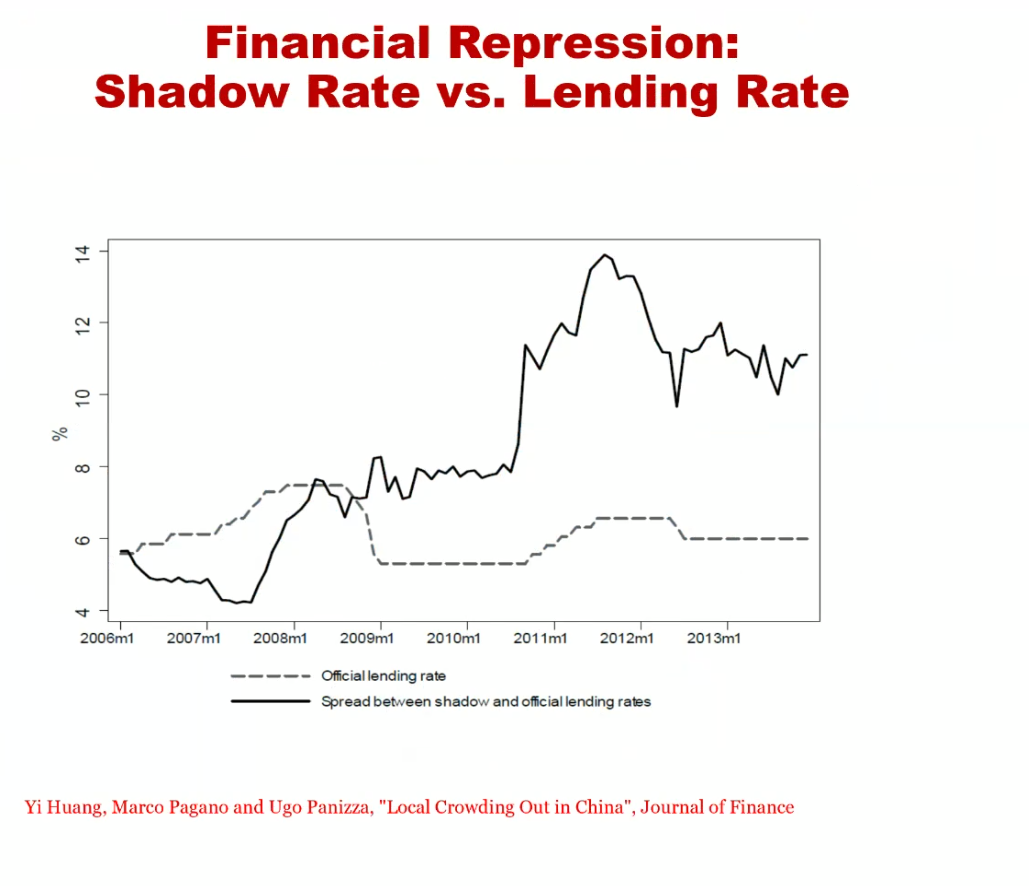 Financial Repression:
Shadow Rate vs. Lending Rate
14
12
10
8
6
4
%
2006m1 2007m1 2008m1 2009m1 2010m1 2011m1 2012m1 2013m1
Official lending rate
Spread between shadow and official lending rates
Yi Huang, Marco Pagano and Ugo Panizza, "Local Crowding Out in China", Journal of Finance